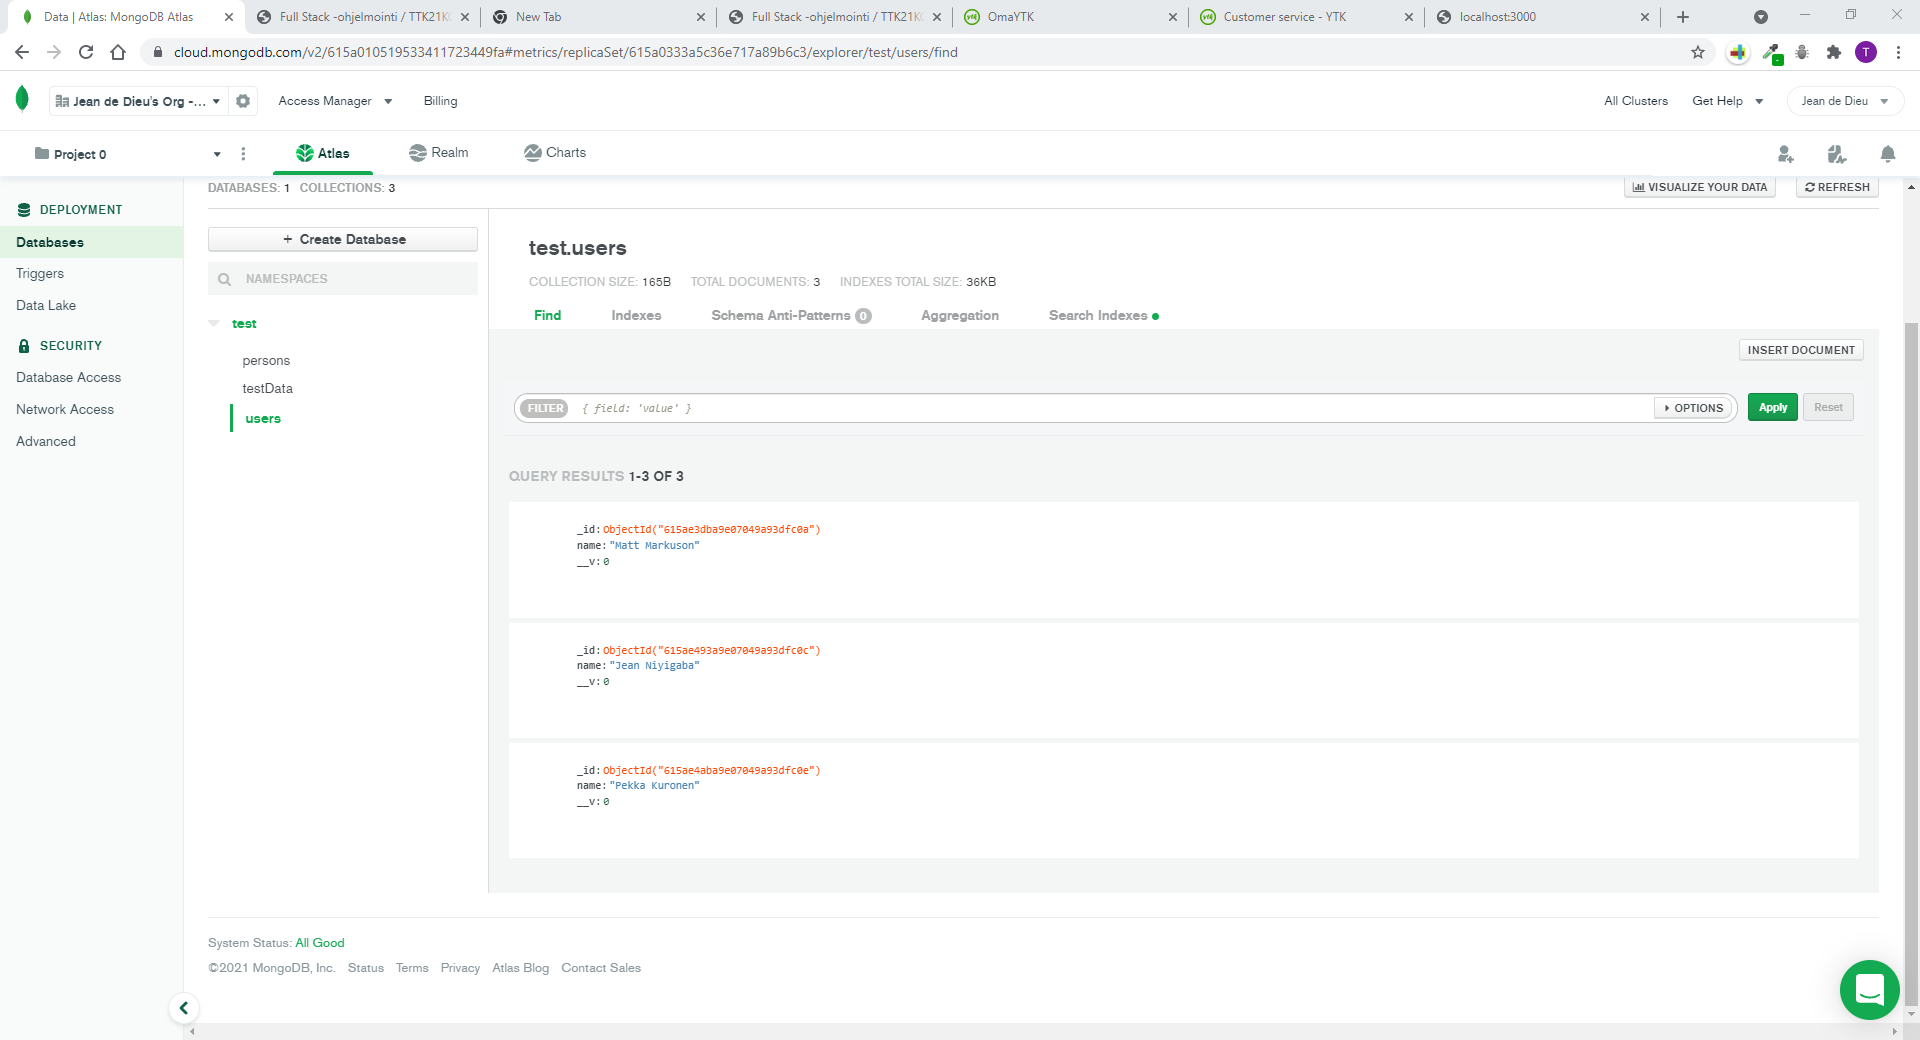 Data | Atlas: MongoDB Atlas
Full Stack -ohjelmointi / TTK21K
New Tab
Full Stack -ohjelmointi / TTK21K
OmaYTK
Customer service - YTK
localhost:3000
cloud.mongodb.com/v2/615a010519533411723449fa#metrics/replicaSet/615a0333a5c36e717a89b6c3/explorer/test/users/find
T
Jean de Dieu's Org -...
Access Manager
Billing
All Clusters
Get Help
Jean de Dieu
Project 0
Atlas
Realm
Charts
DATABASES: 1 COLLECTIONS: 3
VISUALIZE YOUR DATA
REFRESH
DEPLOYMENT
Databases
Triggers
Data Lake
SECURITY
Database Access
Network Access
Advanced
+ Create Database
NAMESPACES
test
persons
testData
users
test.users
COLLECTION SIZE: 165B TOTAL DOCUMENTS: 3 INDEXES TOTAL SIZE: 36KB
Find
Indexes
Schema Anti-Patterns 0
Aggregation
Search Indexes
INSERT DOCUMENT
FILTER { field: 'value' }
OPTIONS
Apply
Reset
QUERY RESULTS 1-3 OF 3
_id: ObjectId("615ae3dba9e07049a93dfc0a")
name: "Matt Markuson"
__v: 0
_id: ObjectId("615ae493a9e07049a93dfc0c")
name: "Jean Niyigaba"
__v: 0
_id: ObjectId("615ae4aba9e07049a93dfc0e")
name: "Pekka Kuronen"
__v: 0
System Status: All Good
©2021 MongoDB, Inc. Status Terms Privacy Atlas Blog Contact Sales